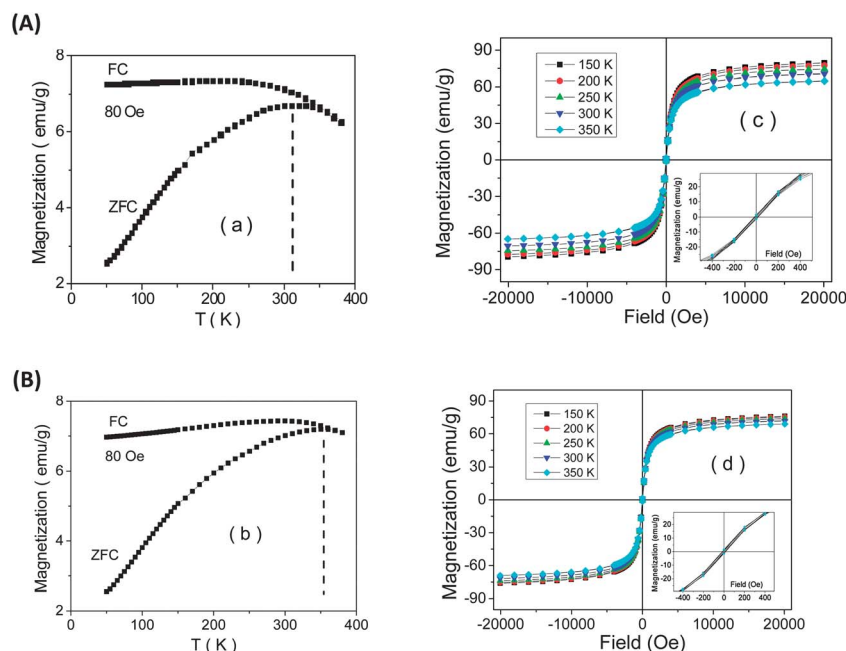 (A)
Magnetization ( emu/g)
8
6
4
2
FC
80 Oe
ZFC
( a )
0
100
200
300
400
T ( K )
Magnetization (emu/g)
90
60
30
0
-30
-60
-90
150 K
200 K
250 K
300 K
350 K
( c )
Magnetization (emu/g)
20
10
0
-10
-20
-400
-200
0
200
400
Field (Oe)
-20000
-10000
0
10000
20000
Field (Oe)
(B)
Magnetization ( emu/g)
8
6
4
2
FC
80 Oe
ZFC
( b )
0
100
200
300
400
T ( K )
Magnetization (emu/g)
90
60
30
0
-30
-60
-90
150 K
200 K
250 K
300 K
350 K
( d )
Magnetization (emu/g)
20
10
0
-10
-20
Field (Oe)
-400
-200
0
200
400
-20000
-10000
0
10000
20000
Field (Oe)